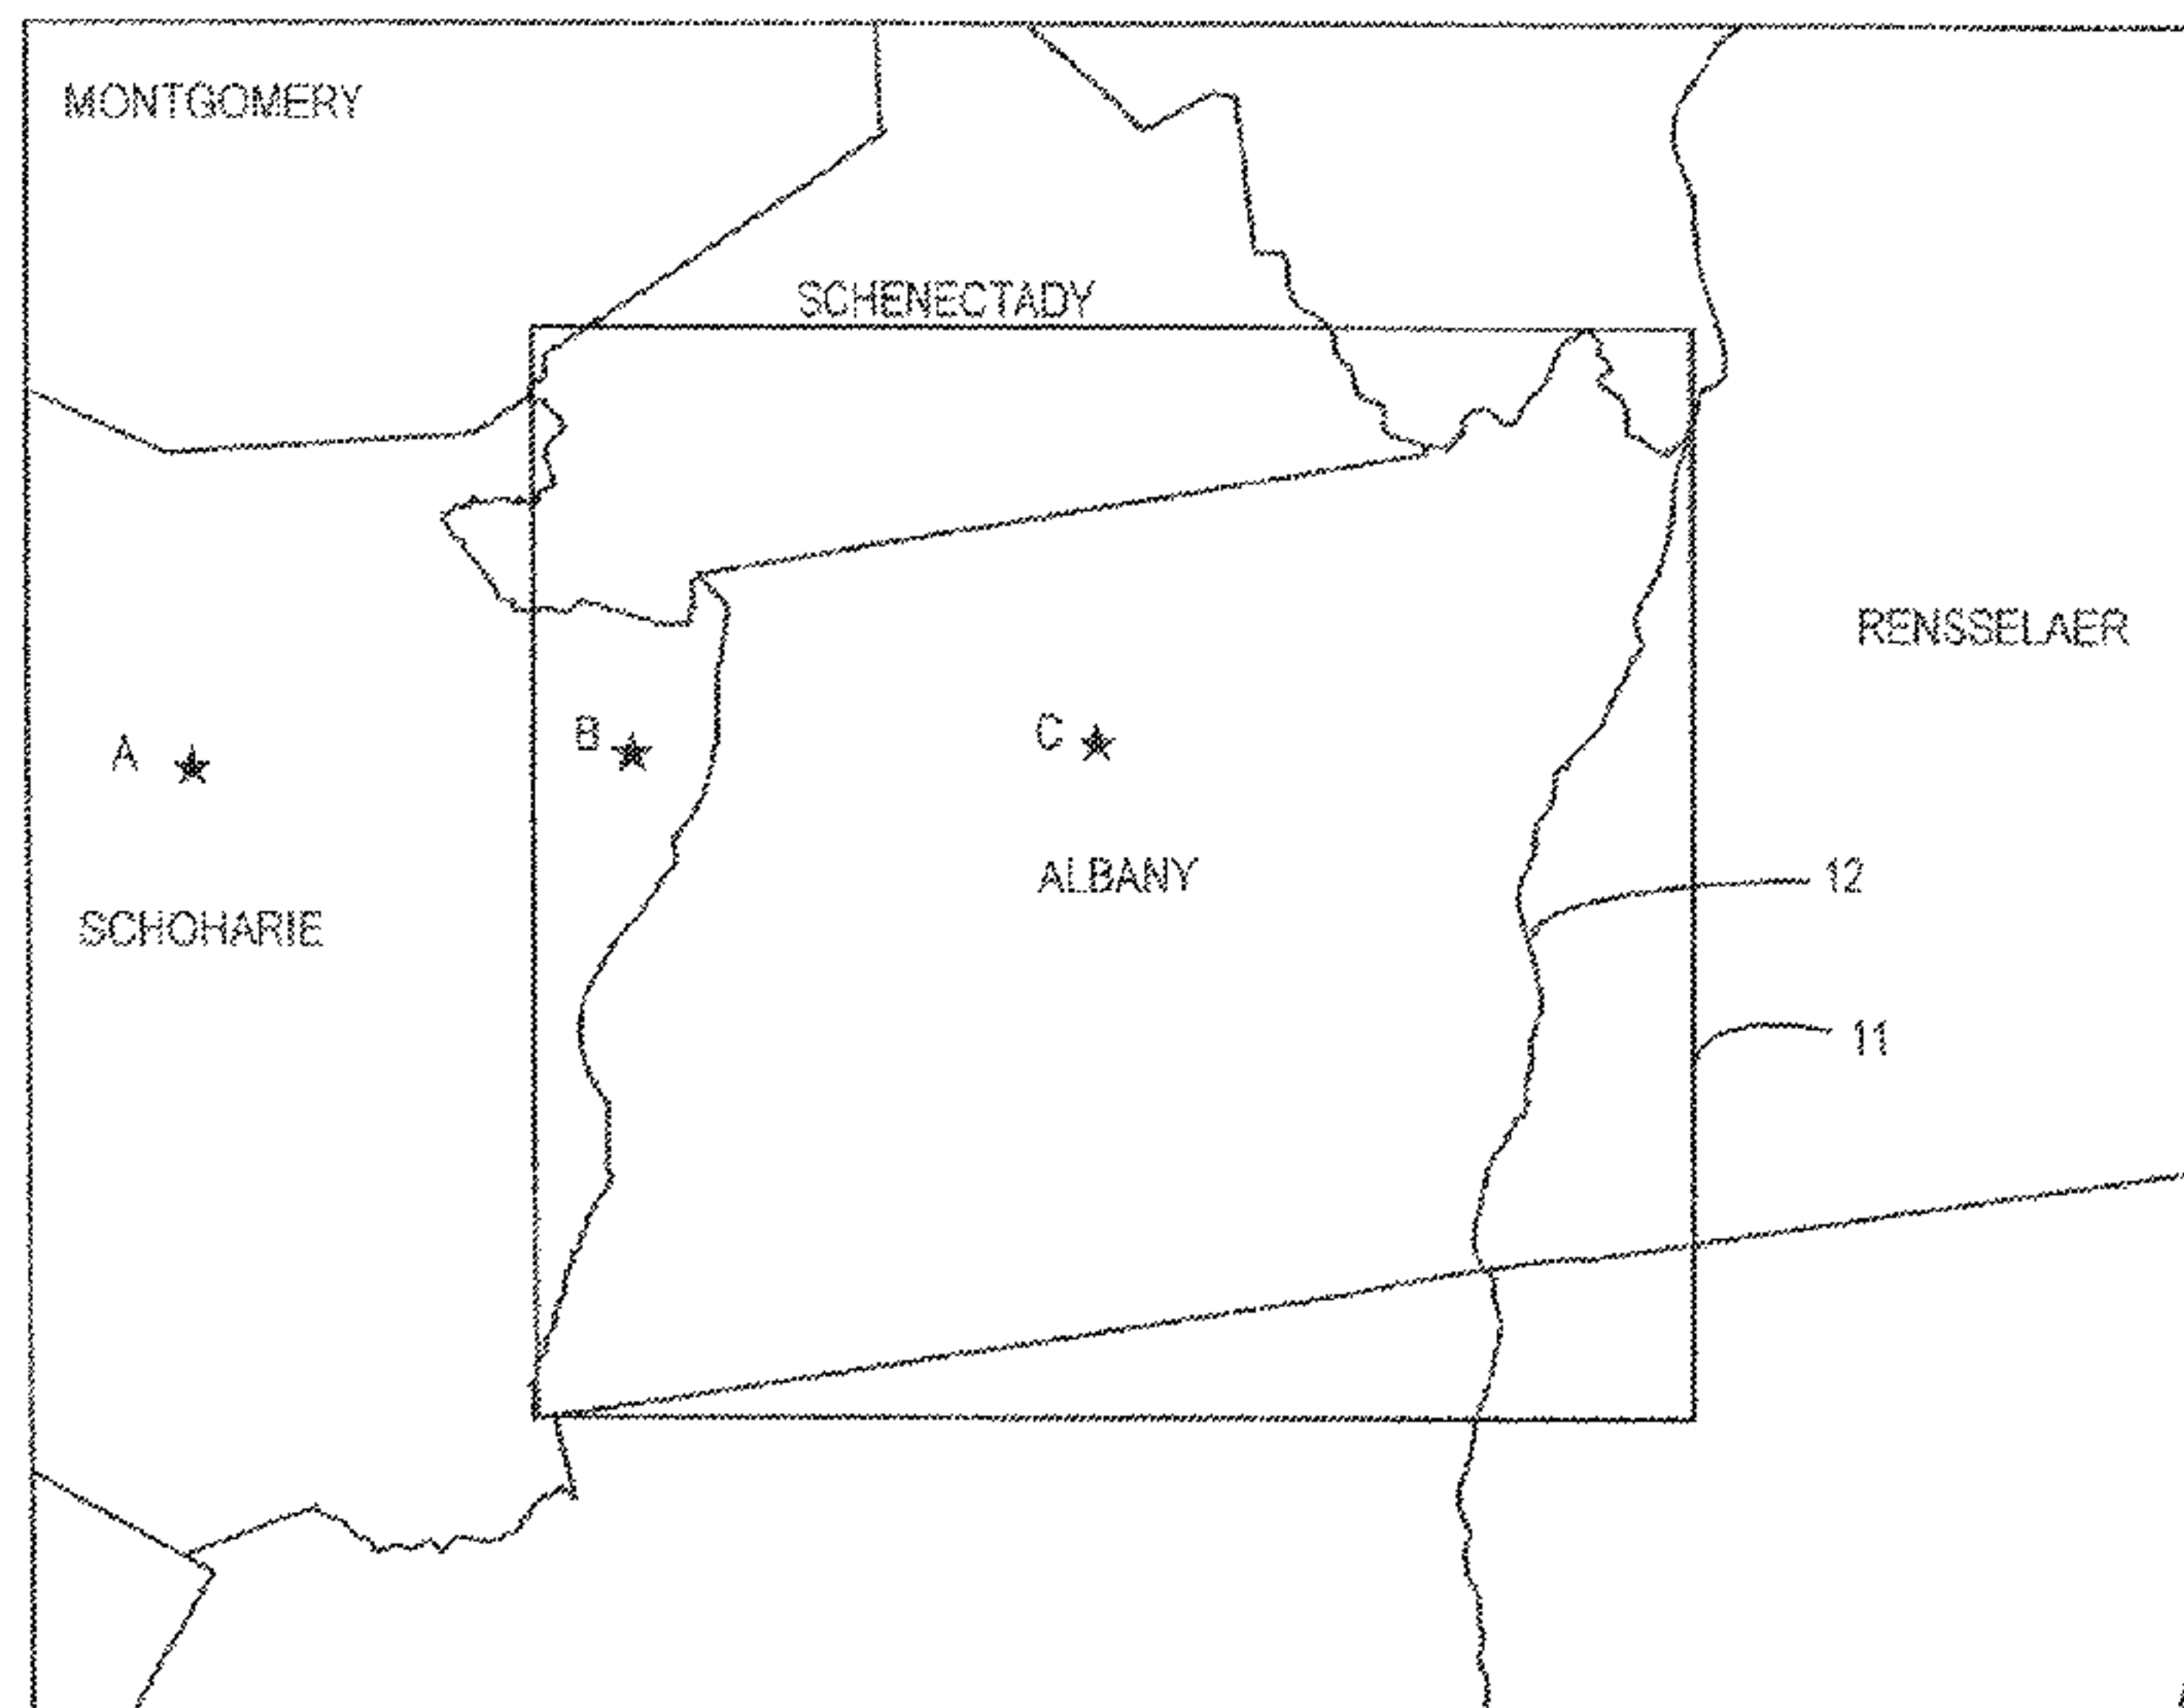 MONTGOMERY
SCHENECTADY
RENSSELAER
A
B
C
ALBANY
12
SCHOHARIE
11